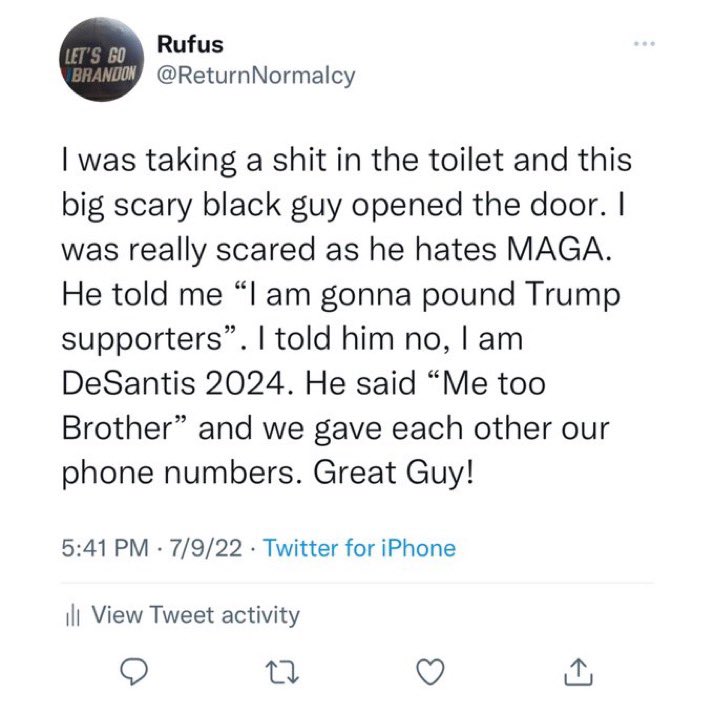 LET'S GO
BRANDON
Rufus
@ReturnNormalcy
I was taking a shit in the toilet and this
big scary black guy opened the door. I
was really scared as he hates MAGA.
He told me “I am gonna pound Trump
supporters”. I told him no, I am
DeSantis 2024. He said “Me too
Brother” and we gave each other our
phone numbers. Great Guy!
5:41 PM · 7/9/22 · Twitter for iPhone
View Tweet activity